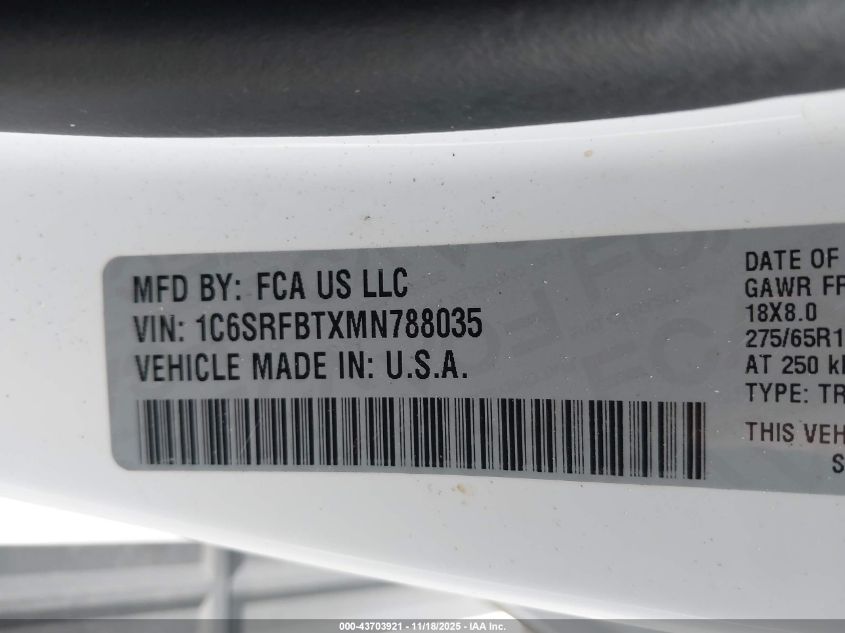 MFD BY: FCA US LLC
VIN: 1C6SRFBTXMN788035
VEHICLE MADE IN: U.S.A.
DATE OF
GAWR FR
18X8.0
275/65R1
AT 250 k
TYPE: TR
THIS VEH
S
000-43703921 - 11/18/2025 - IAA Inc.